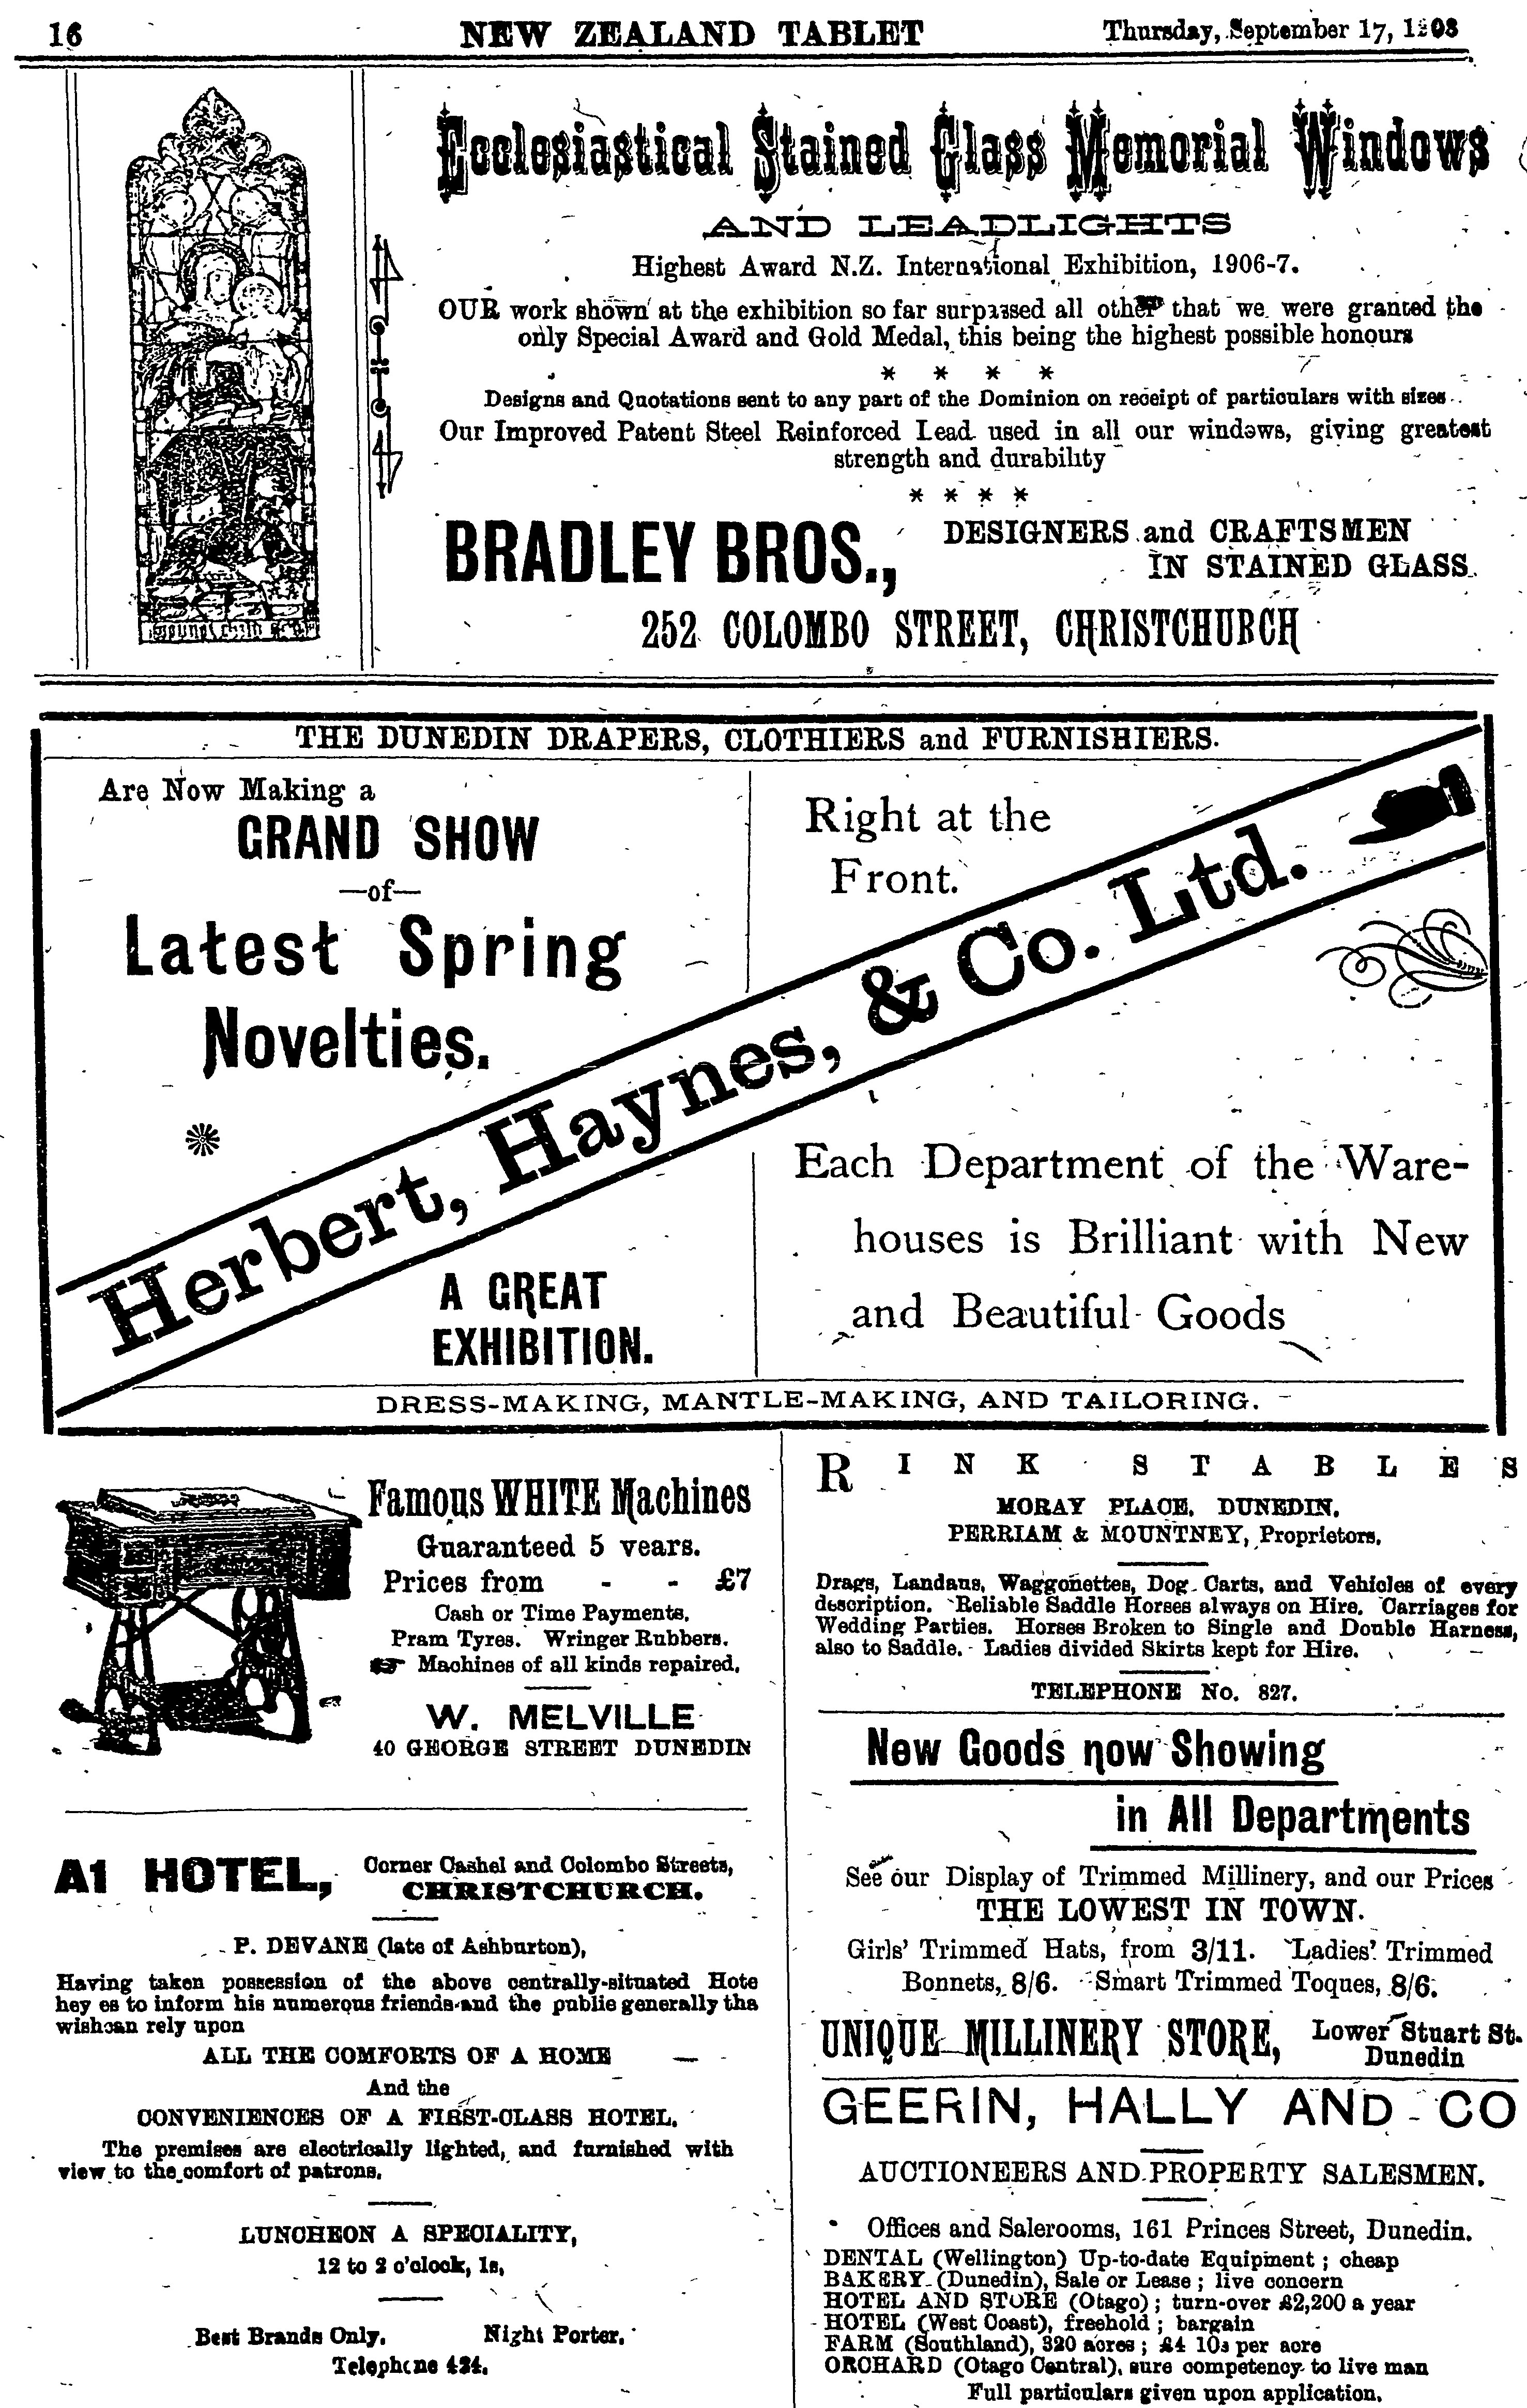 16
NEW ZEALAND TABLET
Thursday, September 17, 1908
Ecclesiastical Stained Glass Memorial Windows
AND LEADLIGHTS
Highest Award N.Z. International Exhibition, 1906-7.
OUR work shown at the exhibition so far surpassed all other that we were granted the
only Special Award and Gold Medal, this being the highest possible honours
* * * *
Designs and Quotations sent to any part of the Dominion on receipt of particulars with sizes
Our Improved Patent Steel Reinforced Lead used in all our windows, giving greatest
strength and durability
* * * *
BRADLEY BROS.,
DESIGNERS and CRAFTSMEN
IN STAINED GLASS.
252 COLOMBO STREET, CHRISTCHURCH
THE DUNEDIN DRAPERS, CLOTHIERS and FURNISHIERS.
Are Now Making a
GRAND SHOW
—of—
Latest Spring
Novelties.
Right at the
Front.
Herbert, Haynes, & Co. Ltd.
A GREAT
EXHIBITION.
Each Department of the Ware-
houses is Brilliant with New
and Beautiful Goods
DRESS-MAKING, MANTLE-MAKING, AND TAILORING.
Famous WHITE Machines
Guaranteed 5 years.
Prices from - - £7
Cash or Time Payments.
Pram Tyres. Wringer Rubbers.
Machines of all kinds repaired.
W. MELVILLE
40 GEORGE STREET DUNEDIN
A1 HOTEL,
Corner Cashel and Colombo Streets,
CHRISTCHURCH.
P. DEVANE (late of Ashburton),
Having taken possession of the above centrally-situated Hote
hey es to inform his numerous friends and the public generally tha
wishcan rely upon
ALL THE COMFORTS OF A HOME
And the
CONVENIENCES OF A FIRST-CLASS HOTEL.
The premises are electrically lighted, and furnished with
view to the comfort of patrons.
LUNCHEON A SPECIALITY,
12 to 2 o'clock, 1s,
Best Brands Only. Night Porter.
Telephone 424.
RINK STABLES
MORAY PLACE, DUNEDIN.
PERRIAM & MOUNTNEY, Proprietors.
Drags, Landaus, Waggonettes, Dog Carts, and Vehicles of every
description. Reliable Saddle Horses always on Hire. Carriages for
Wedding Parties. Horses Broken to Single and Double Harness,
also to Saddle. Ladies divided Skirts kept for Hire.
TELEPHONE No. 827.
New Goods now Showing
in All Departments
See our Display of Trimmed Millinery, and our Prices
THE LOWEST IN TOWN.
Girls' Trimmed Hats, from 3/11. Ladies' Trimmed
Bonnets, 8/6. Smart Trimmed Toques, 8/6.
UNIQUE MILLINERY STORE,
Lower Stuart St.
Dunedin
GEERIN, HALLY AND CO
AUCTIONEERS AND PROPERTY SALESMEN.
Offices and Salerooms, 161 Princes Street, Dunedin.
DENTAL (Wellington) Up-to-date Equipment; cheap
BAKERY (Dunedin), Sale or Lease; live concern
HOTEL AND STORE (Otago); turn-over £2,200 a year
HOTEL (West Coast), freehold; bargain
FARM (Southland), 320 acres; £4 10s per acre
ORCHARD (Otago Central), sure competency to live man
Full particulars given upon application.